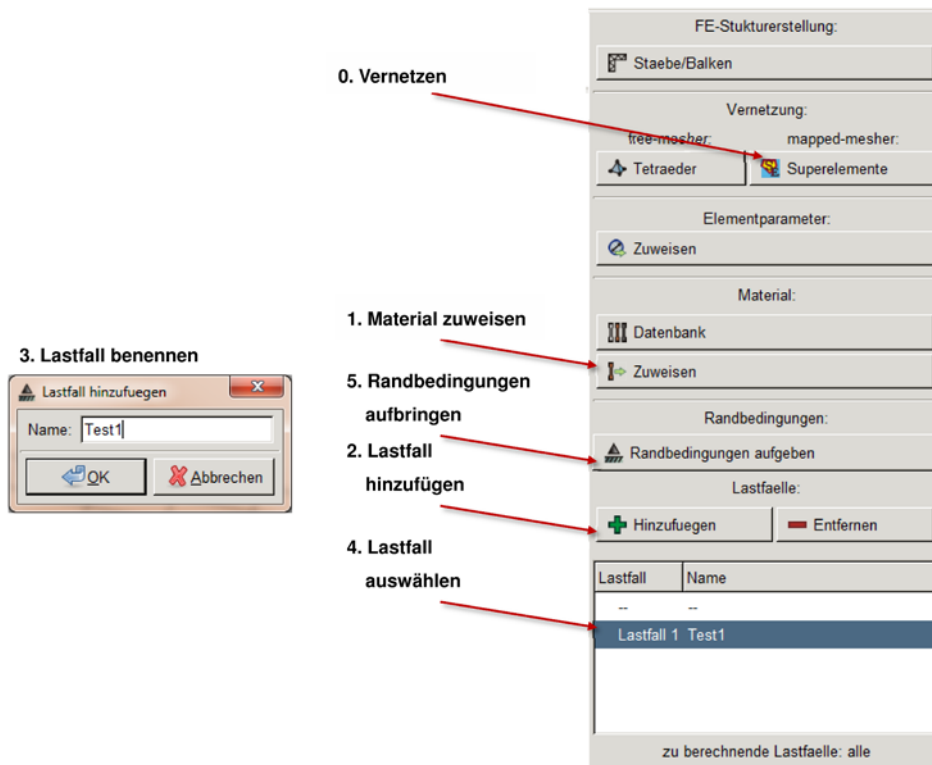 FE-Stukturerstellung:
Staebe/Balken
0. Vernetzen
Vernetzung:
free-mesher:
mapped-mesher:
Tetraeder
Superelemente
Elementparameter:
Zuweisen
Material:
1. Material zuweisen
Datenbank
Zuweisen
3. Lastfall benennen
Lastfall hinzufuegen
Name: Test1
OK
Abbrechen
5. Randbedingungen
aufbringen
Randbedingungen:
Randbedingungen aufgeben
2. Lastfall
hinzufügen
Lastfaelle:
Hinzufuegen
Entfernen
4. Lastfall
auswählen
Lastfall Name
-- --
Lastfall 1 Test1
zu berechnende Lastfaelle: alle